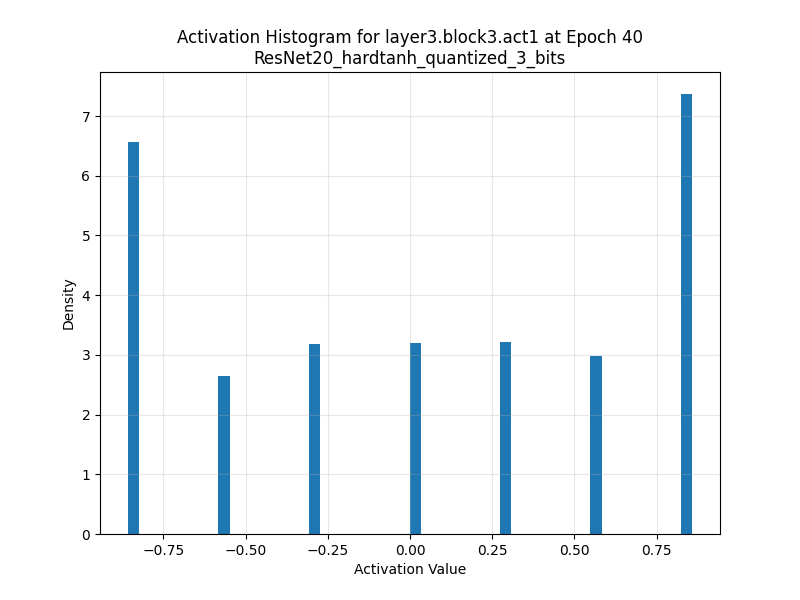 Activation Histogram for layer3.block3.act1 at Epoch 40
ResNet20_hardtanh_quantized_3_bits
7
6
5
4
3
2
1
0
Density
−0.75 −0.50 −0.25 0.00 0.25 0.50 0.75
Activation Value